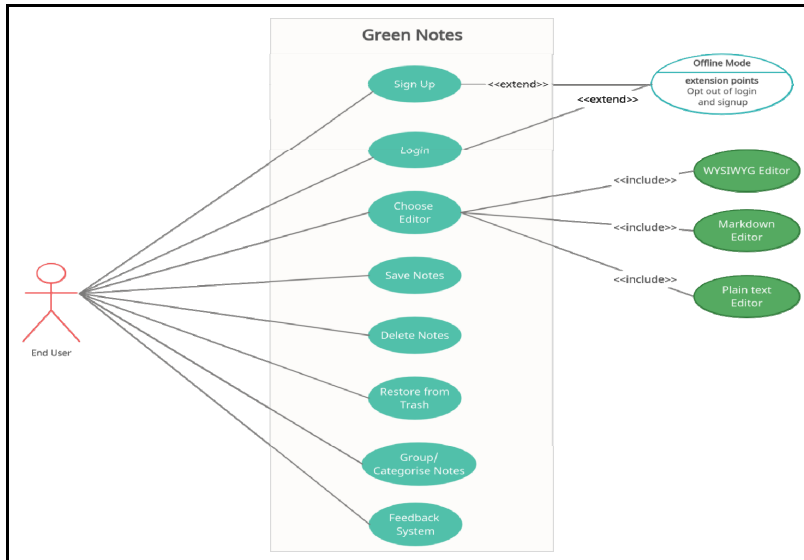 Green Notes
Sign Up
<<extend>>
Offline Mode
extension points
Opt out of login
and signup
<<extend>>
Login
<<include>>
WYSIWYG Editor
Choose
Editor
<<include>>
Markdown
Editor
Save Notes
<<include>>
Plain text
Editor
End User
Delete Notes
Restore from
Trash
Group/
Categorise Notes
Feedback
System